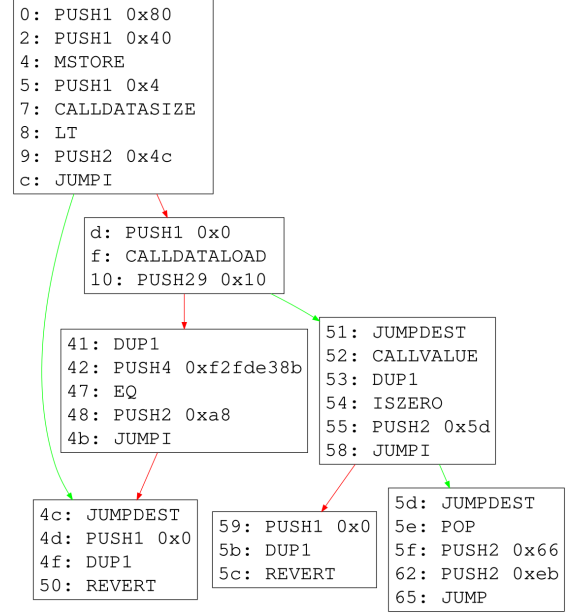 0: PUSH1 0x80
2: PUSH1 0x40
4: MSTORE
5: PUSH1 0x4
7: CALLDATASIZE
8: LT
9: PUSH2 0x4c
c: JUMPI
d: PUSH1 0x0
f: CALLDATALOAD
10: PUSH29 0x10
41: DUP1
42: PUSH4 0xf2fde38b
47: EQ
48: PUSH2 0xa8
4b: JUMPI
51: JUMPDEST
52: CALLVALUE
53: DUP1
54: ISZERO
55: PUSH2 0x5d
58: JUMPI
4c: JUMPDEST
4d: PUSH1 0x0
4f: DUP1
50: REVERT
59: PUSH1 0x0
5b: DUP1
5c: REVERT
5d: JUMPDEST
5e: POP
5f: PUSH2 0x66
62: PUSH2 0xeb
65: JUMP